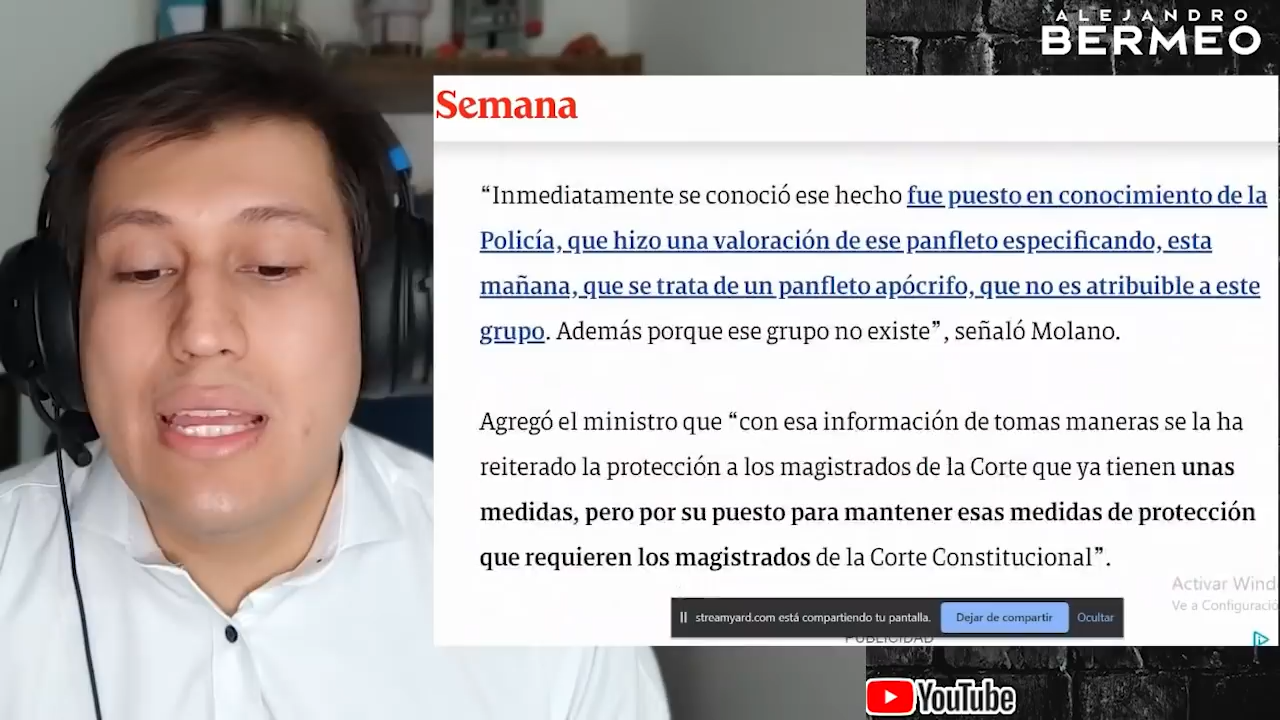 ALEJANDRO
BERMEO
Semana
“Inmediatamente se conoció ese hecho fue puesto en conocimiento de la
Policía, que hizo una valoración de ese panfleto especificando, esta
mañana, que se trata de un panfleto apócrifo, que no es atribuible a este
grupo. Además porque ese grupo no existe”, señaló Molano.
Agregó el ministro que “con esa información de tomas maneras se la ha
reiterado la protección a los magistrados de la Corte que ya tienen unas
medidas, pero por su puesto para mantener esas medidas de protección
que requieren los magistrados de la Corte Constitucional”.
Activar Wind
Ve a Configuració
streamyard.com está compartiendo tu pantalla. Dejar de compartir Ocultar
PUBLICIDAD
YouTube